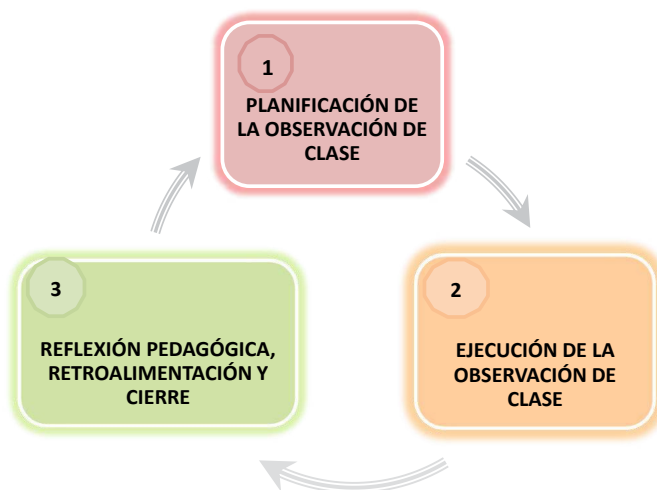 1
PLANIFICACIÓN DE
LA OBSERVACIÓN DE
CLASE
2
EJECUCIÓN DE LA
OBSERVACIÓN DE
CLASE
3
REFLEXIÓN PEDAGÓGICA,
RETROALIMENTACIÓN Y
CIERRE